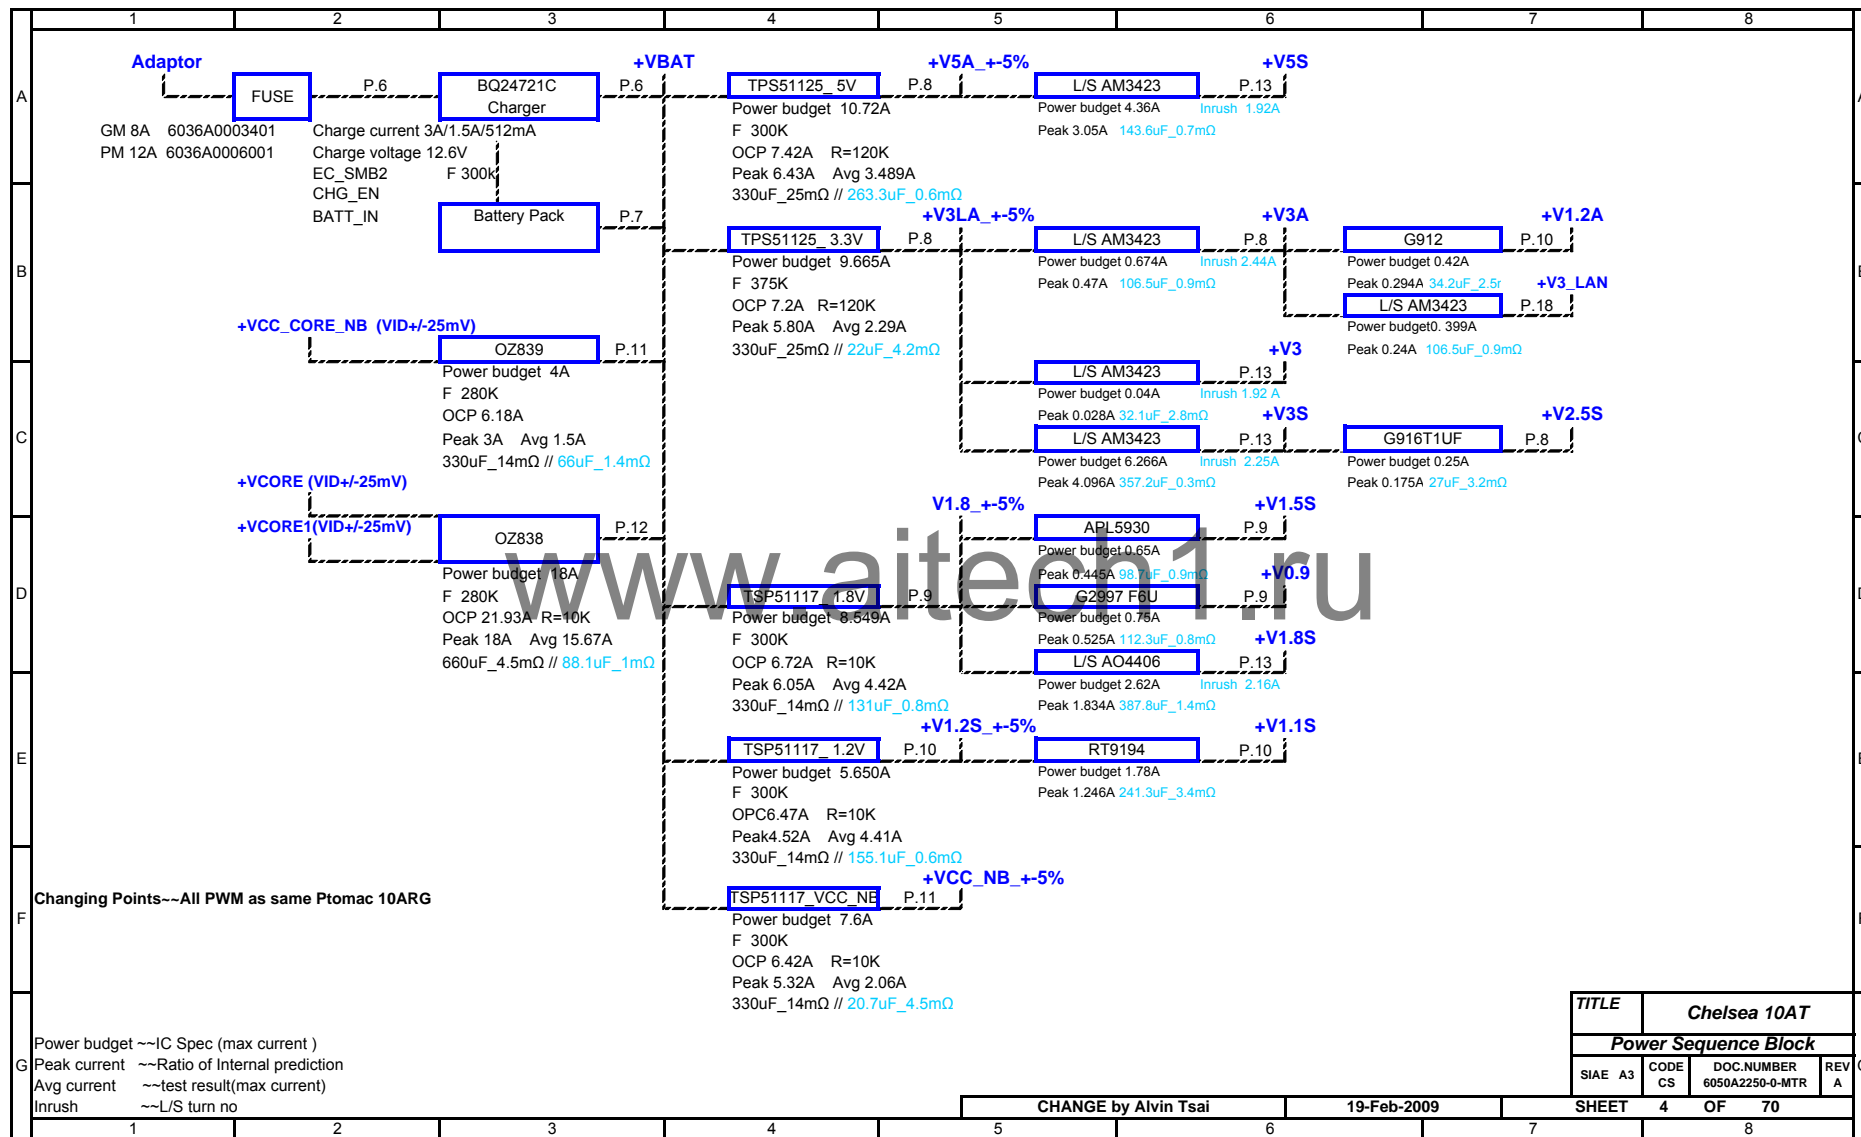 1 2 3 4 5 6 7 8
Adaptor
FUSE
P.6
BQ24721C
Charger
P.6
+VBAT
GM 8A 6036A0003401
PM 12A 6036A0006001
Charge current 3A/1.5A/512mA
Charge voltage 12.6V
EC_SMB2 F 300k
CHG_EN
BATT_IN
Battery Pack
P.7
TPS51125_ 5V
P.8
+V5A_+-5%
Power budget 10.72A
F 300K
OCP 7.42A R=120K
Peak 6.43A Avg 3.489A
330uF_25mΩ // 263.3uF_0.6mΩ
L/S AM3423
P.13
+V5S
Power budget 4.36A Inrush 1.92A
Peak 3.05A 143.6uF_0.7mΩ
TPS51125_ 3.3V
P.8
+V3LA_+-5%
Power budget 9.665A
F 375K
OCP 7.2A R=120K
Peak 5.80A Avg 2.29A
330uF_25mΩ // 22uF_4.2mΩ
L/S AM3423
P.8
+V3A
Power budget 0.674A Inrush 2.44A
Peak 0.47A 106.5uF_0.9mΩ
G912
P.10
+V1.2A
Power budget 0.42A
Peak 0.294A 34.2uF_2.5r
+V3_LAN
L/S AM3423
P.18
Power budget0. 399A
Peak 0.24A 106.5uF_0.9mΩ
+VCC_CORE_NB (VID+/-25mV)
OZ839
P.11
Power budget 4A
F 280K
OCP 6.18A
Peak 3A Avg 1.5A
330uF_14mΩ // 66uF_1.4mΩ
+V3
L/S AM3423
P.13
Power budget 0.04A Inrush 1.92 A
Peak 0.028A 32.1uF_2.8mΩ
+V3S
L/S AM3423
P.13
Power budget 6.266A Inrush 2.25A
Peak 4.096A 357.2uF_0.3mΩ
G916T1UF
P.8
+V2.5S
Power budget 0.25A
Peak 0.175A 27uF_3.2mΩ
+VCORE (VID+/-25mV)
+VCORE1(VID+/-25mV)
OZ838
P.12
Power budget 18A
F 280K
OCP 21.93A R=10K
Peak 18A Avg 15.67A
660uF_4.5mΩ // 88.1uF_1mΩ
V1.8_+-5%
TSP51117_ 1.8V
P.9
Power budget 8.549A
F 300K
OCP 6.72A R=10K
Peak 6.05A Avg 4.42A
330uF_14mΩ // 131uF_0.8mΩ
APL5930
P.9
+V1.5S
Power budget 0.65A
Peak 0.445A 98.7uF_0.9mΩ
+V0.9
G2997 F6U
P.9
Power budget 0.75A
Peak 0.525A 112.3uF_0.8mΩ
+V1.8S
L/S AO4406
P.13
Power budget 2.62A Inrush 2.16A
Peak 1.834A 387.8uF_1.4mΩ
www.aitech1.ru
+V1.2S_+-5%
TSP51117_ 1.2V
P.10
Power budget 5.650A
F 300K
OPC6.47A R=10K
Peak4.52A Avg 4.41A
330uF_14mΩ // 155.1uF_0.6mΩ
RT9194
P.10
+V1.1S
Power budget 1.78A
Peak 1.246A 241.3uF_3.4mΩ
+VCC_NB_+-5%
TSP51117_VCC_NB
P.11
Power budget 7.6A
F 300K
OCP 6.42A R=10K
Peak 5.32A Avg 2.06A
330uF_14mΩ // 20.7uF_4.5mΩ
Changing Points~~All PWM as same Ptomac 10ARG
Power budget ~~IC Spec (max current )
Peak current ~~Ratio of Internal prediction
Avg current ~~test result(max current)
Inrush ~~L/S turn no
A
B
C
D
E
F
G
TITLE
Chelsea 10AT
Power Sequence Block
SIAE A3
CODE
CS
DOC.NUMBER
6050A2250-0-MTR
REV
A
CHANGE by Alvin Tsai
19-Feb-2009
SHEET 4 OF 70
1 2 3 4 5 6 7 8